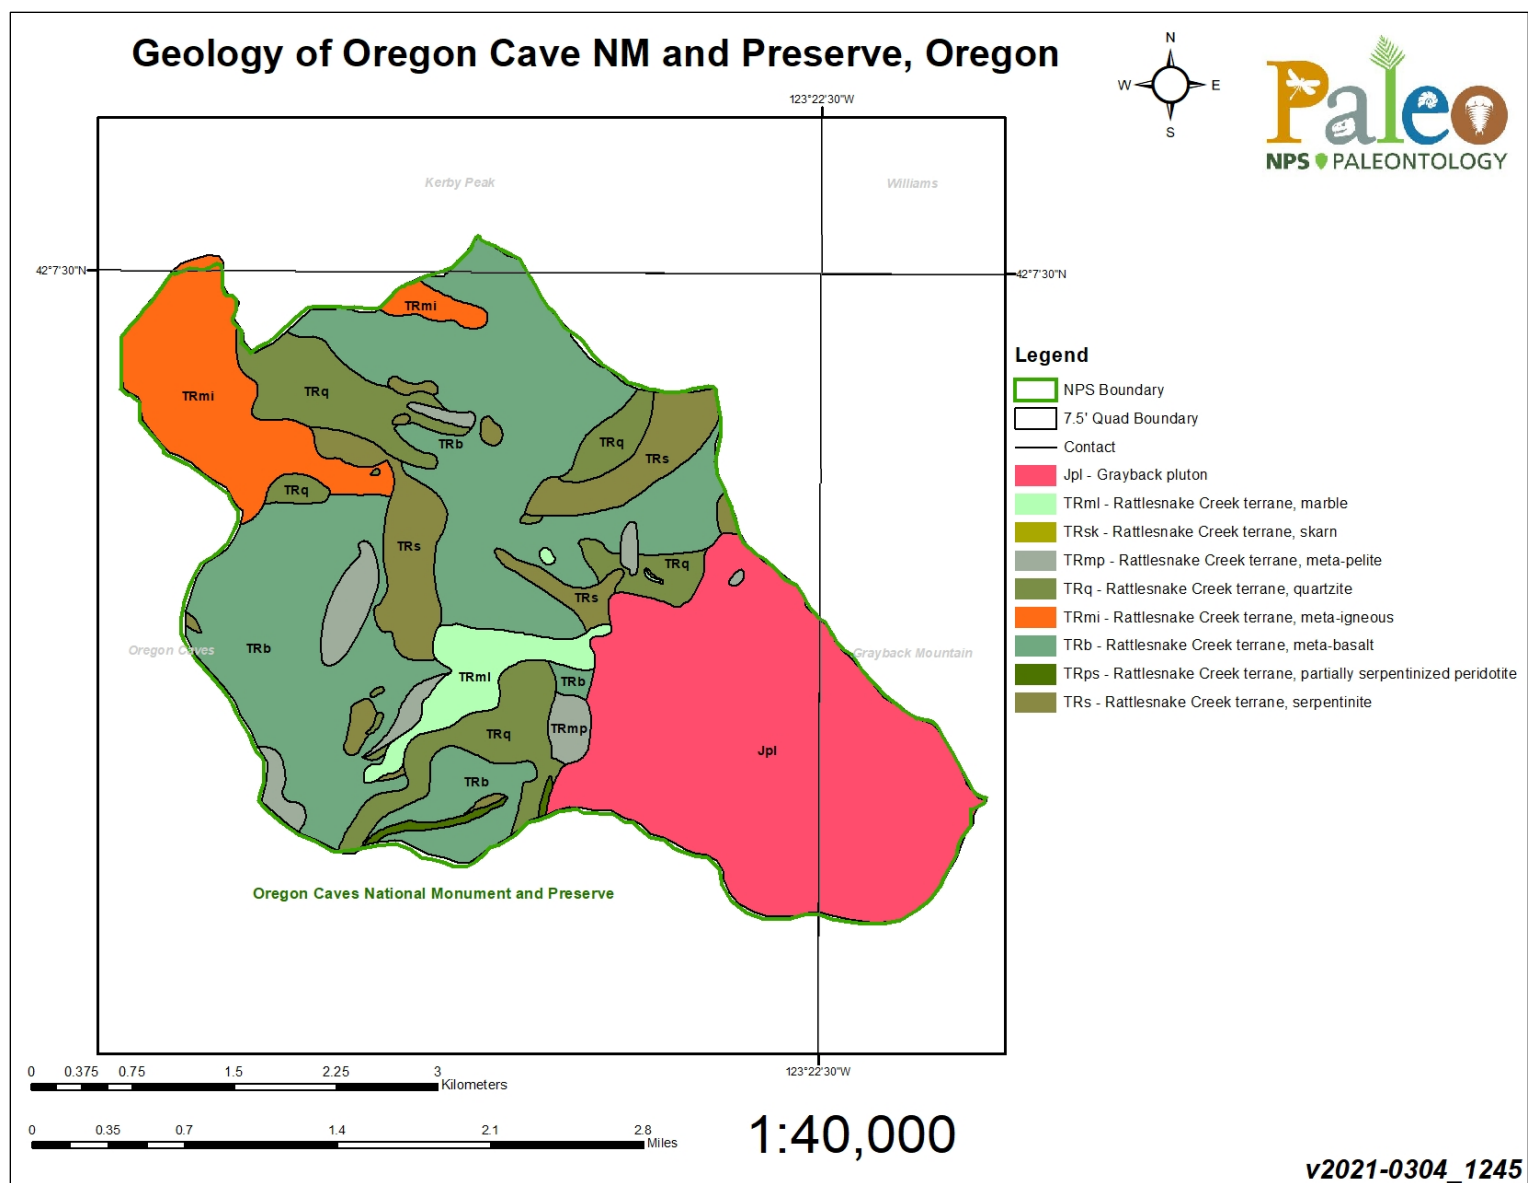 Geology of Oregon Cave NM and Preserve, Oregon
N
W E
S
Paleo
NPS PALEONTOLOGY
123°22'30"W
Kerby Peak
Williams
42°7'30"N
42°7'30"N
TRmi
TRmi
TRq
TRb
TRq
TRs
TRq
TRs
TRq
TRs
TRb
Oregon Caves
Grayback Mountain
TRml
TRb
TRq
TRmp
TRb
Jpl
Oregon Caves National Monument and Preserve
Legend
NPS Boundary
7.5' Quad Boundary
Contact
Jpl - Grayback pluton
TRml - Rattlesnake Creek terrane, marble
TRsk - Rattlesnake Creek terrane, skarn
TRmp - Rattlesnake Creek terrane, meta-pelite
TRq - Rattlesnake Creek terrane, quartzite
TRmi - Rattlesnake Creek terrane, meta-igneous
TRb - Rattlesnake Creek terrane, meta-basalt
TRps - Rattlesnake Creek terrane, partially serpentinized peridotite
TRs - Rattlesnake Creek terrane, serpentinite
123°22'30"W
0 0.375 0.75 1.5 2.25 3
Kilometers
0 0.35 0.7 1.4 2.1 2.8
Miles
1:40,000
v2021-0304_1245